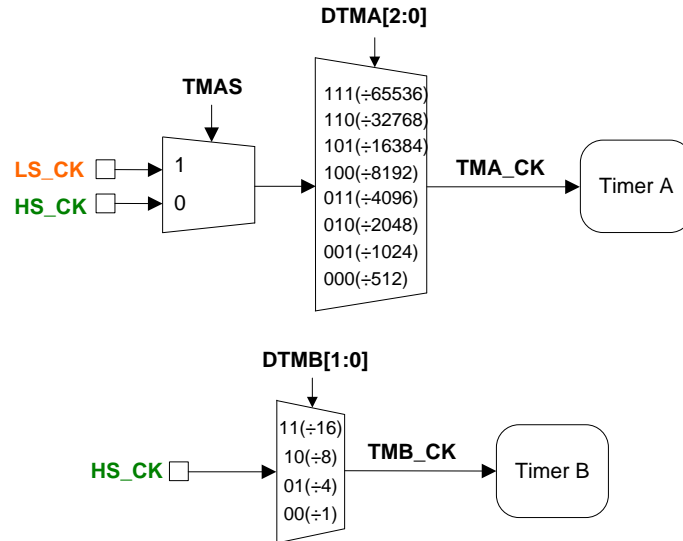 DTMA[2:0]
TMAS
111(÷65536)
110(÷32768)
101(÷16384)
100(÷8192)
011(÷4096)
010(÷2048)
001(÷1024)
000(÷512)
LS_CK
1
HS_CK
0
TMA_CK
Timer A
DTMB[1:0]
11(÷16)
10(÷8)
01(÷4)
00(÷1)
HS_CK
TMB_CK
Timer B